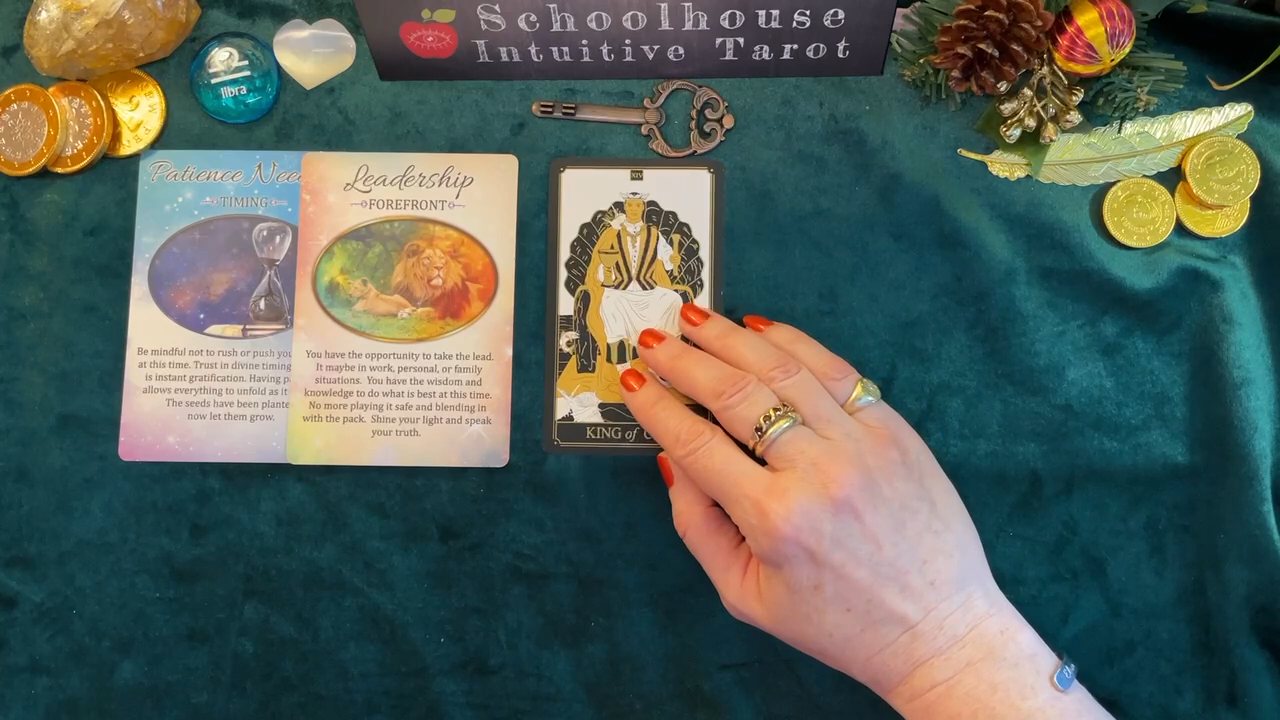 Schoolhouse
Intuitive Tarot
libra
Patience
TIMING
Be mindful not to rush or push
at this time. Trust in divine timing
is instant gratification. Having
allows everything to unfold as it
The seeds have been
now let them grow.
Leadership
FOREFRONT
You have the opportunity to take the lead.
It maybe in work, personal, or family
situations. You have the wisdom and
knowledge to do what is best at this time.
No more playing it safe and blending in
with the pack. Shine your light and speak
your truth.
XIV
KING of